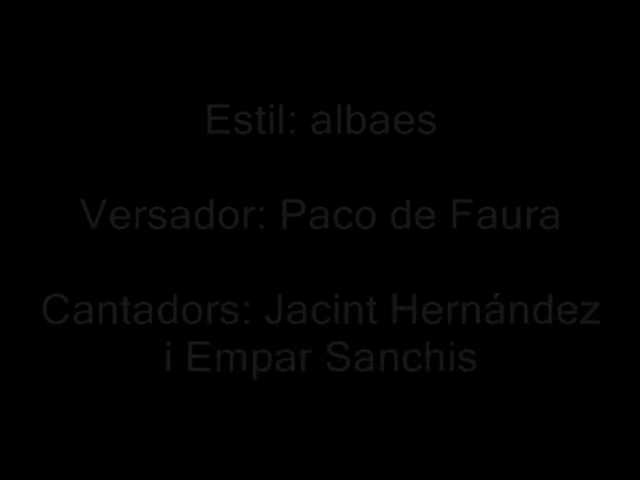 Estil: albaes
Versador: Paco de Faura
Cantadors: Jacint Hernández
i Empar Sanchis